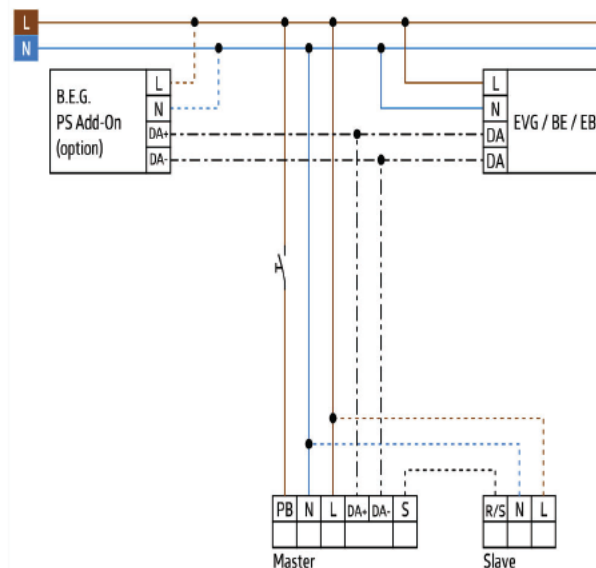 L
N
B.E.G.
PS Add-On
(option)
L
N
DA+
DA-
L
N
DA
DA
EVG / BE / EB
PB N L DA+ DA- S
R/S N L
Master
Slave